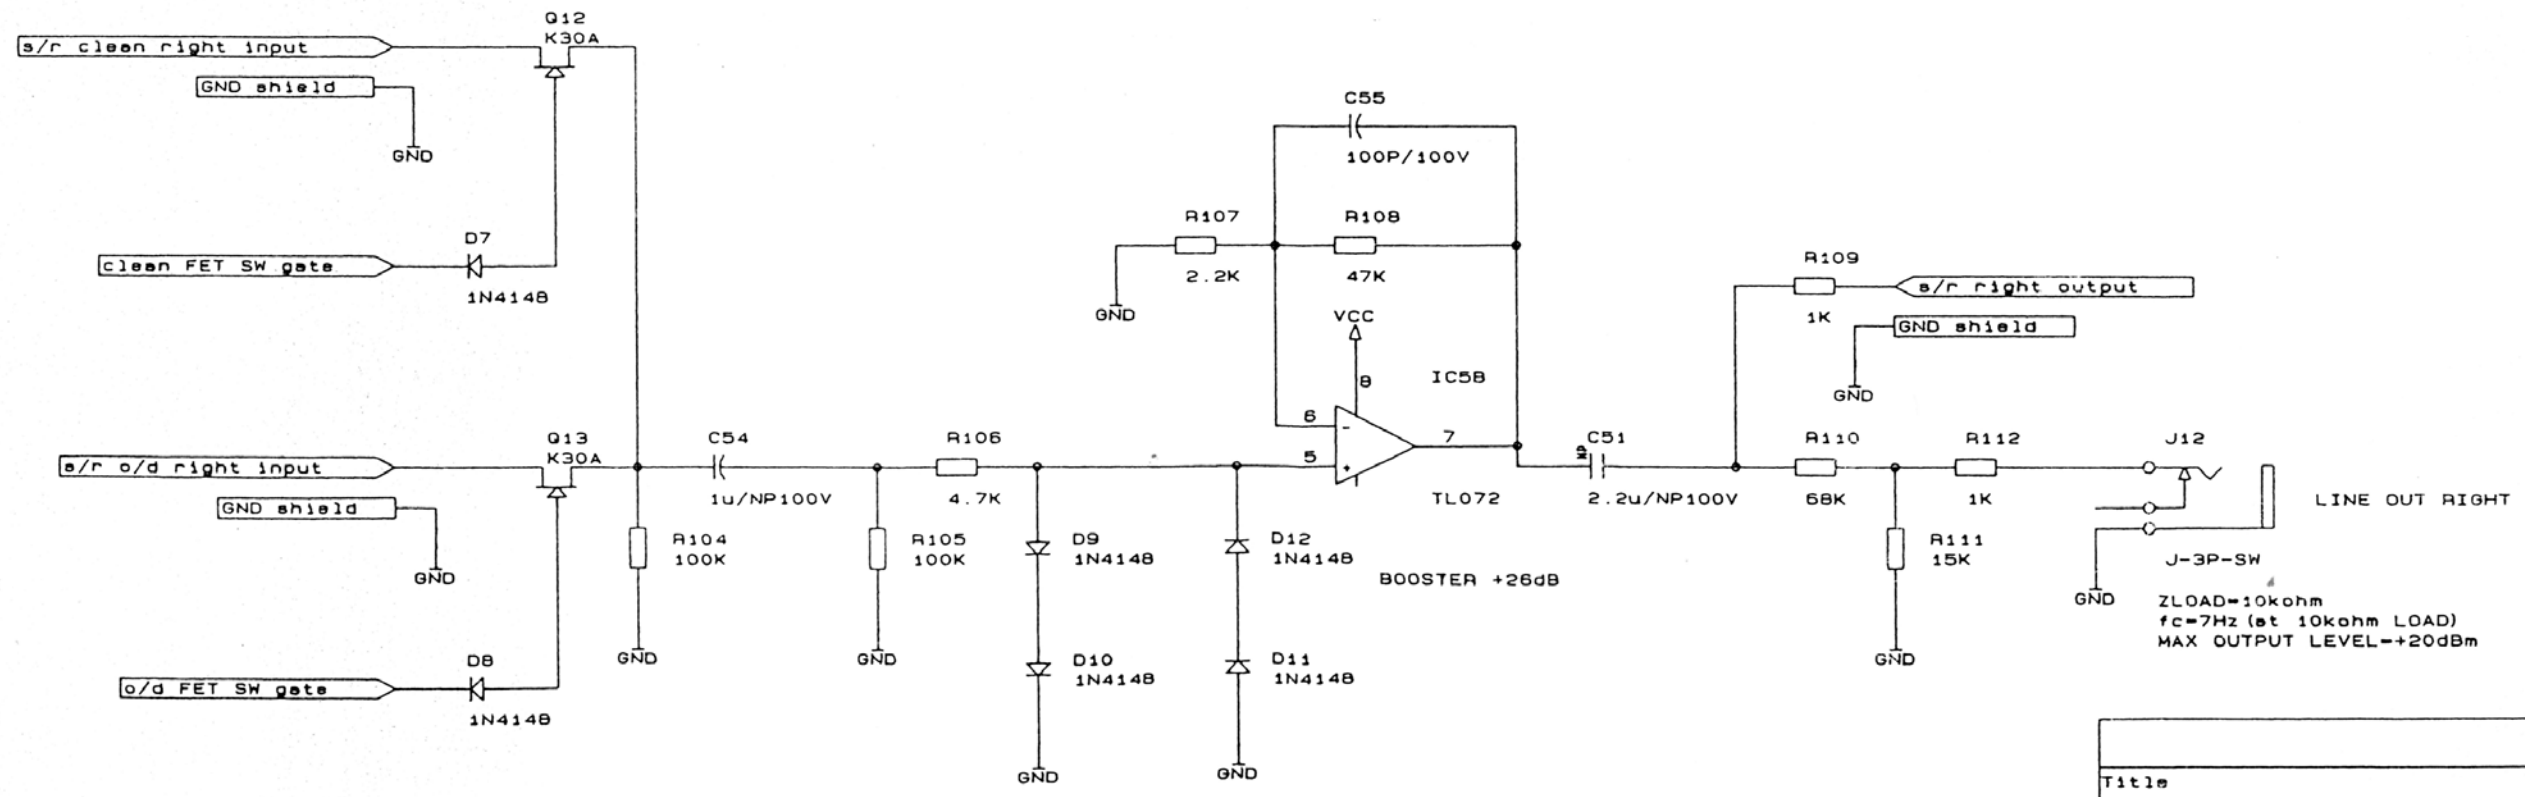 Q12
K30A
s/r clean right input
GND shield
GND
D7
clean FET SW gate
1N4148
Q13
K30A
s/r o/d right input
GND shield
GND
D8
o/d FET SW gate
1N4148
C54
1u/NP100V
R104
100K
GND
R105
100K
GND
R106
4.7K
D9
1N4148
D10
1N4148
GND
D12
1N4148
D11
1N4148
GND
C55
100P/100V
R107
2.2K
GND
R108
47K
VCC
8
IC5B
6
-
5
+
7
TL072
BOOSTER +26dB
C51
NP
2.2u/NP100V
R109
1K
s/r right output
GND shield
GND
R110
68K
R111
15K
GND
R112
1K
J12
LINE OUT RIGHT
J-3P-SW
GND
ZLOAD=10kohm
fc=7Hz (at 10kohm LOAD)
MAX OUTPUT LEVEL=+20dBm
Title